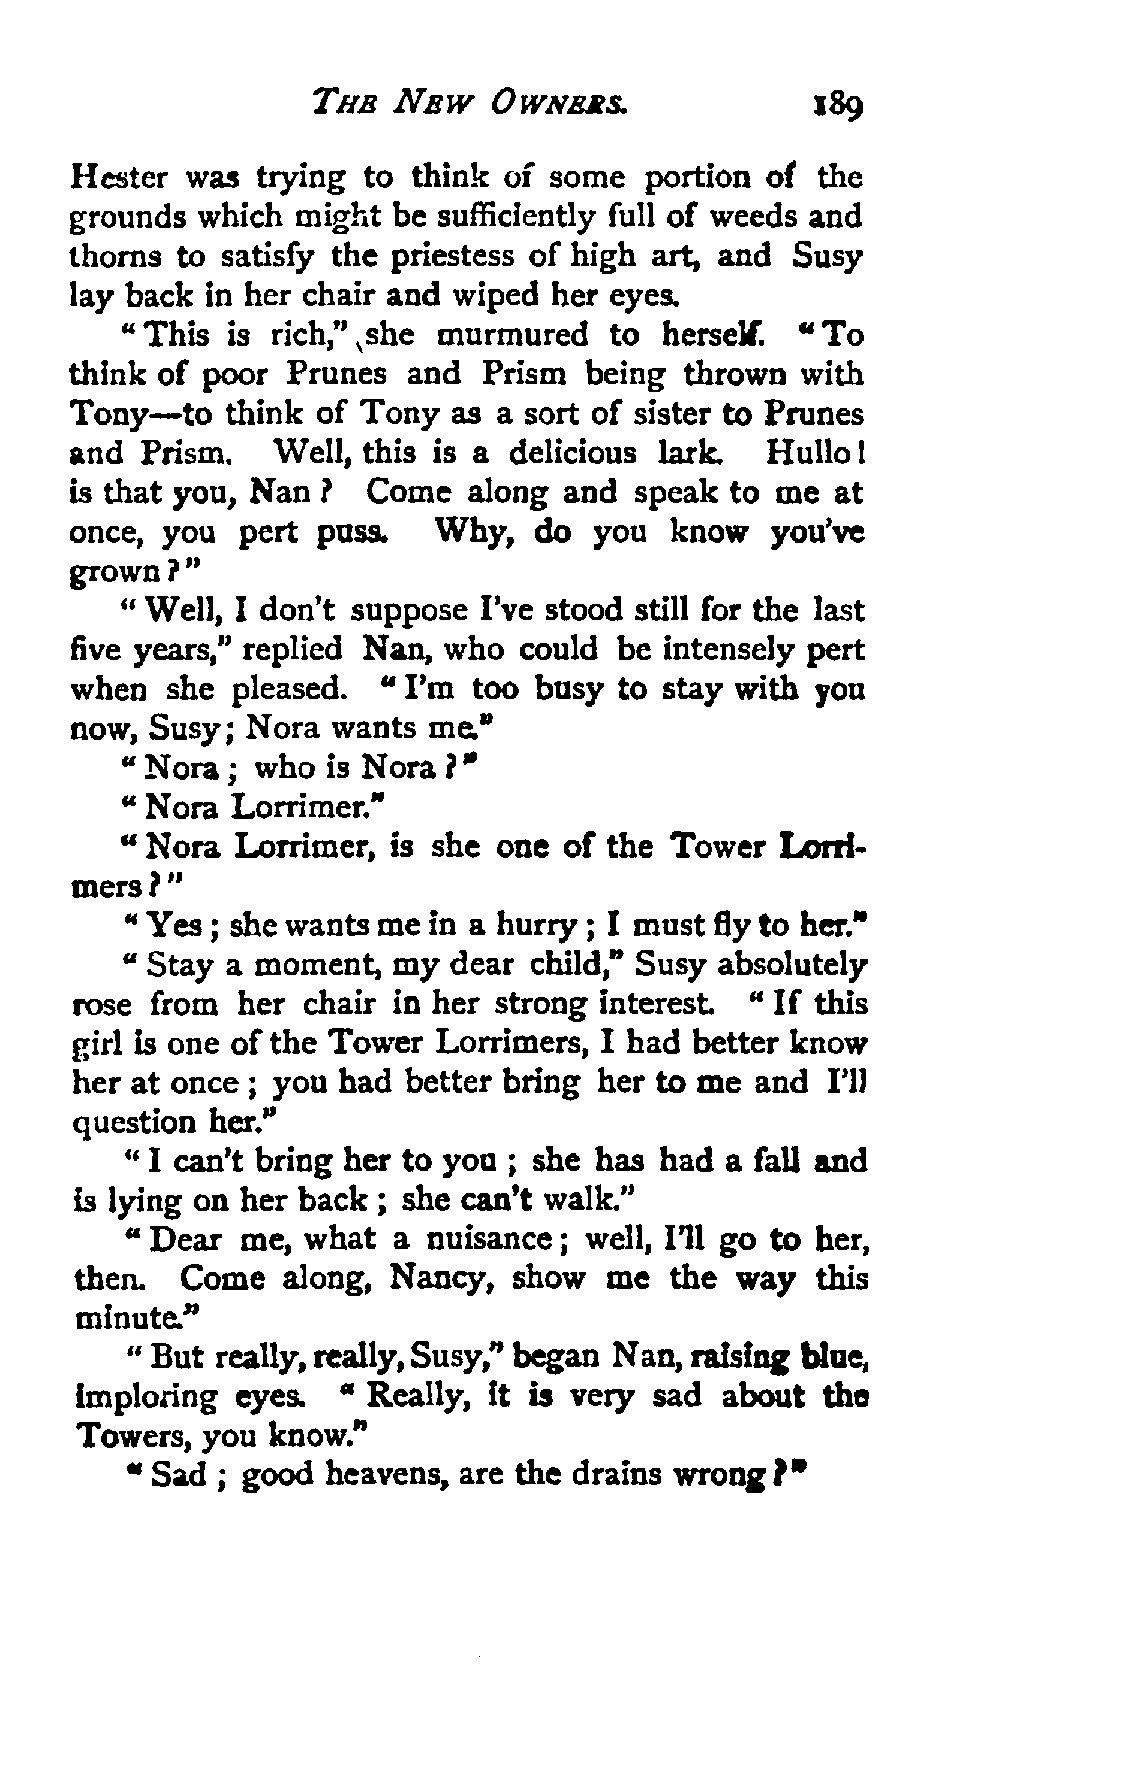 THE NEW OWNERS. 189
Hester was trying to think of some portion of the
grounds which might be sufficiently full of weeds and
thorns to satisfy the priestess of high art, and Susy
lay back in her chair and wiped her eyes.
"This is rich," she murmured to herself. "To
think of poor Prunes and Prism being thrown with
Tony—to think of Tony as a sort of sister to Prunes
and Prism. Well, this is a delicious lark. Hullo!
is that you, Nan? Come along and speak to me at
once, you pert puss. Why, do you know you've
grown?"
"Well, I don't suppose I've stood still for the last
five years," replied Nan, who could be intensely pert
when she pleased. "I'm too busy to stay with you
now, Susy; Nora wants me."
"Nora; who is Nora?"
"Nora Lorrimer."
"Nora Lorrimer, is she one of the Tower Lorri-
mers?"
"Yes; she wants me in a hurry; I must fly to her."
"Stay a moment, my dear child," Susy absolutely
rose from her chair in her strong interest. "If this
girl is one of the Tower Lorrimers, I had better know
her at once; you had better bring her to me and I'll
question her."
"I can't bring her to you; she has had a fall and
is lying on her back; she can't walk."
"Dear me, what a nuisance; well, I'll go to her,
then. Come along, Nancy, show me the way this
minute."
"But really, really, Susy," began Nan, raising blue,
imploring eyes. "Really, it is very sad about the
Towers, you know."
"Sad; good heavens, are the drains wrong?"